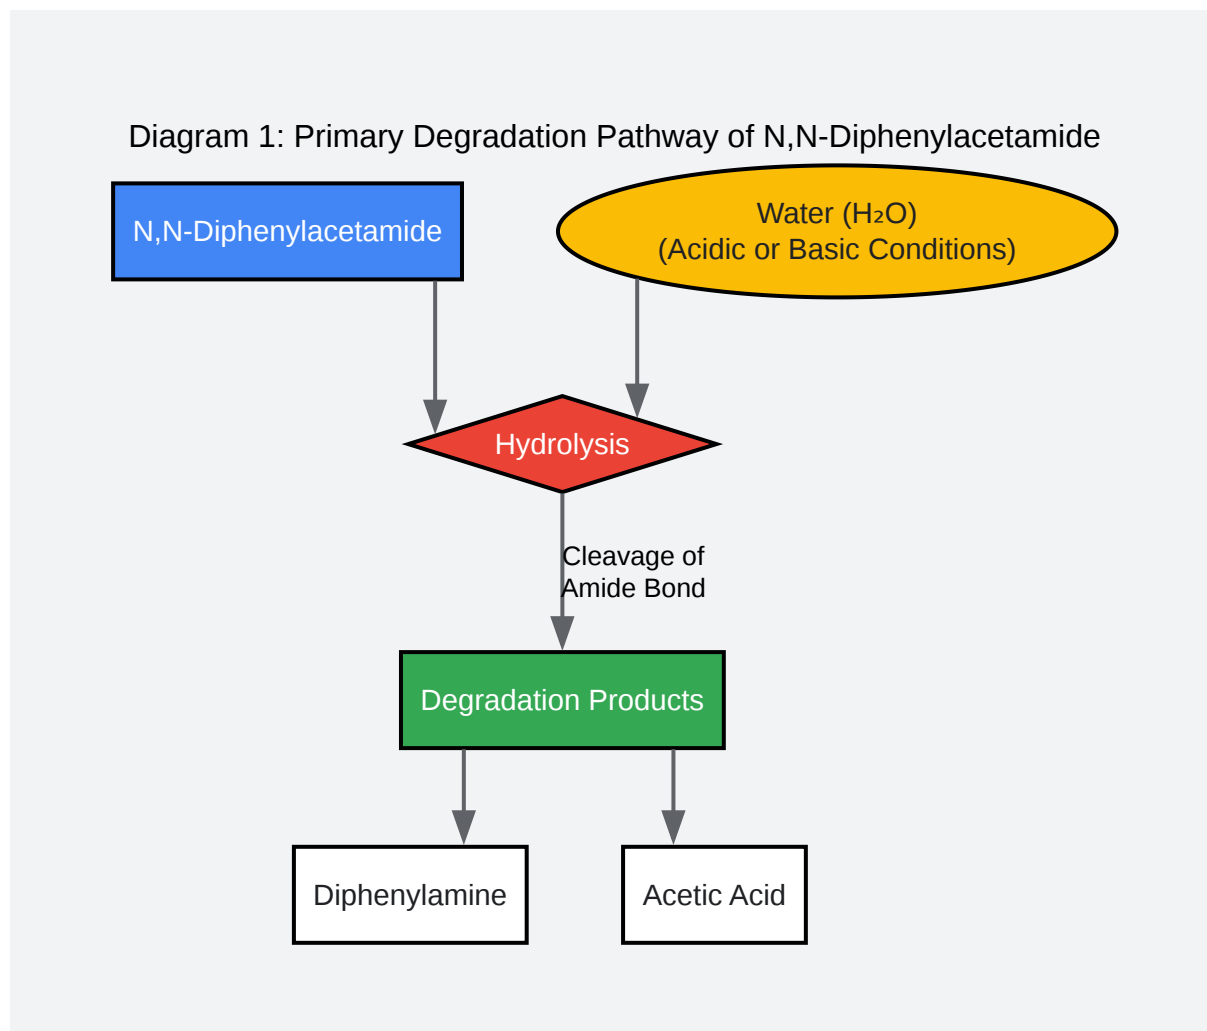 Diagram 1: Primary Degradation Pathway of N,N-Diphenylacetamide
N,N-Diphenylacetamide
Water (H₂O)
(Acidic or Basic Conditions)
Hydrolysis
Cleavage of
Amide Bond
Degradation Products
Diphenylamine
Acetic Acid